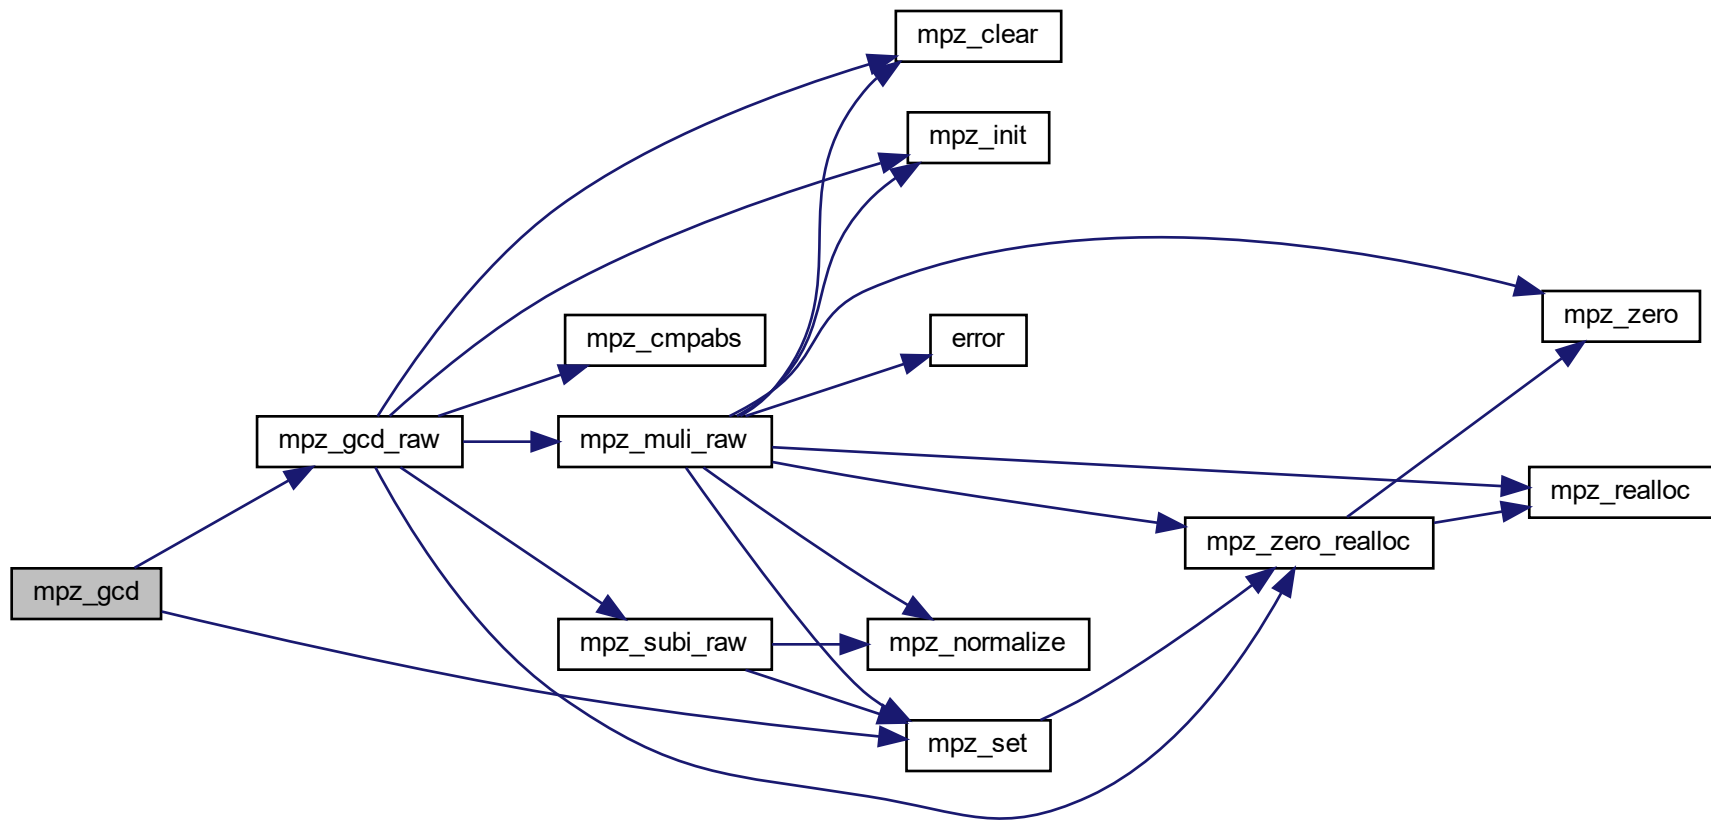 mpz_clear
mpz_init
mpz_zero
mpz_cmpabs
error
mpz_gcd_raw
mpz_muli_raw
mpz_realloc
mpz_zero_realloc
mpz_gcd
mpz_subi_raw
mpz_normalize
mpz_set